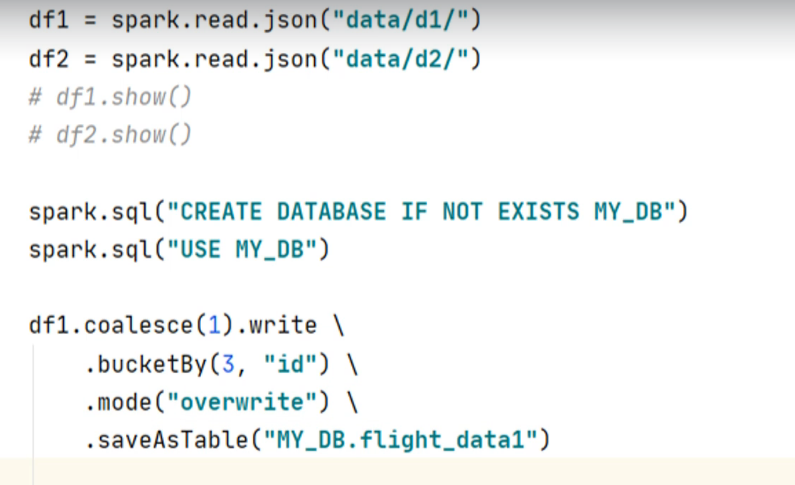 df1 = spark.read.json("data/d1/")
df2 = spark.read.json("data/d2/")
# df1.show()
# df2.show()
spark.sql("CREATE DATABASE IF NOT EXISTS MY_DB")
spark.sql("USE MY_DB")
df1.coalesce(1).write \
    .bucketBy(3, "id") \
    .mode("overwrite") \
    .saveAsTable("MY_DB.flight_data1")